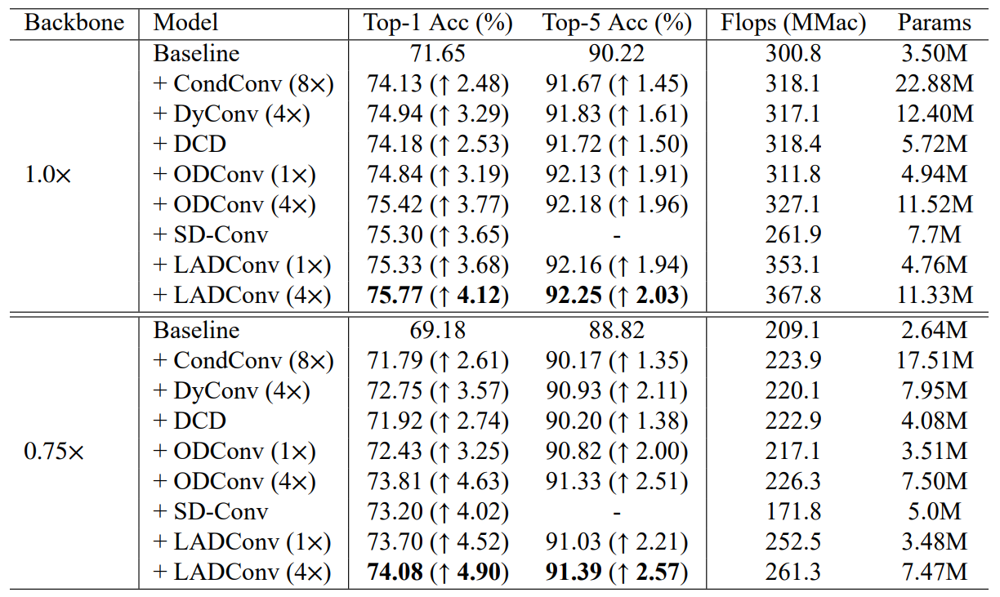 Backbone Model Top-1 Acc (%) Top-5 Acc (%) Flops (MMac) Params
Baseline 71.65 90.22 300.8 3.50M
+ CondConv (8×) 74.13 (↑ 2.48) 91.67 (↑ 1.45) 318.1 22.88M
+ DyConv (4×) 74.94 (↑ 3.29) 91.83 (↑ 1.61) 317.1 12.40M
+ DCD 74.18 (↑ 2.53) 91.72 (↑ 1.50) 318.4 5.72M
1.0× + ODConv (1×) 74.84 (↑ 3.19) 92.13 (↑ 1.91) 311.8 4.94M
+ ODConv (4×) 75.42 (↑ 3.77) 92.18 (↑ 1.96) 327.1 11.52M
+ SD-Conv 75.30 (↑ 3.65) - 261.9 7.7M
+ LADConv (1×) 75.33 (↑ 3.68) 92.16 (↑ 1.94) 353.1 4.76M
+ LADConv (4×) 75.77 (↑ 4.12) 92.25 (↑ 2.03) 367.8 11.33M
Baseline 69.18 88.82 209.1 2.64M
+ CondConv (8×) 71.79 (↑ 2.61) 90.17 (↑ 1.35) 223.9 17.51M
+ DyConv (4×) 72.75 (↑ 3.57) 90.93 (↑ 2.11) 220.1 7.95M
+ DCD 71.92 (↑ 2.74) 90.20 (↑ 1.38) 222.9 4.08M
0.75× + ODConv (1×) 72.43 (↑ 3.25) 90.82 (↑ 2.00) 217.1 3.51M
+ ODConv (4×) 73.81 (↑ 4.63) 91.33 (↑ 2.51) 226.3 7.50M
+ SD-Conv 73.20 (↑ 4.02) - 171.8 5.0M
+ LADConv (1×) 73.70 (↑ 4.52) 91.03 (↑ 2.21) 252.5 3.48M
+ LADConv (4×) 74.08 (↑ 4.90) 91.39 (↑ 2.57) 261.3 7.47M